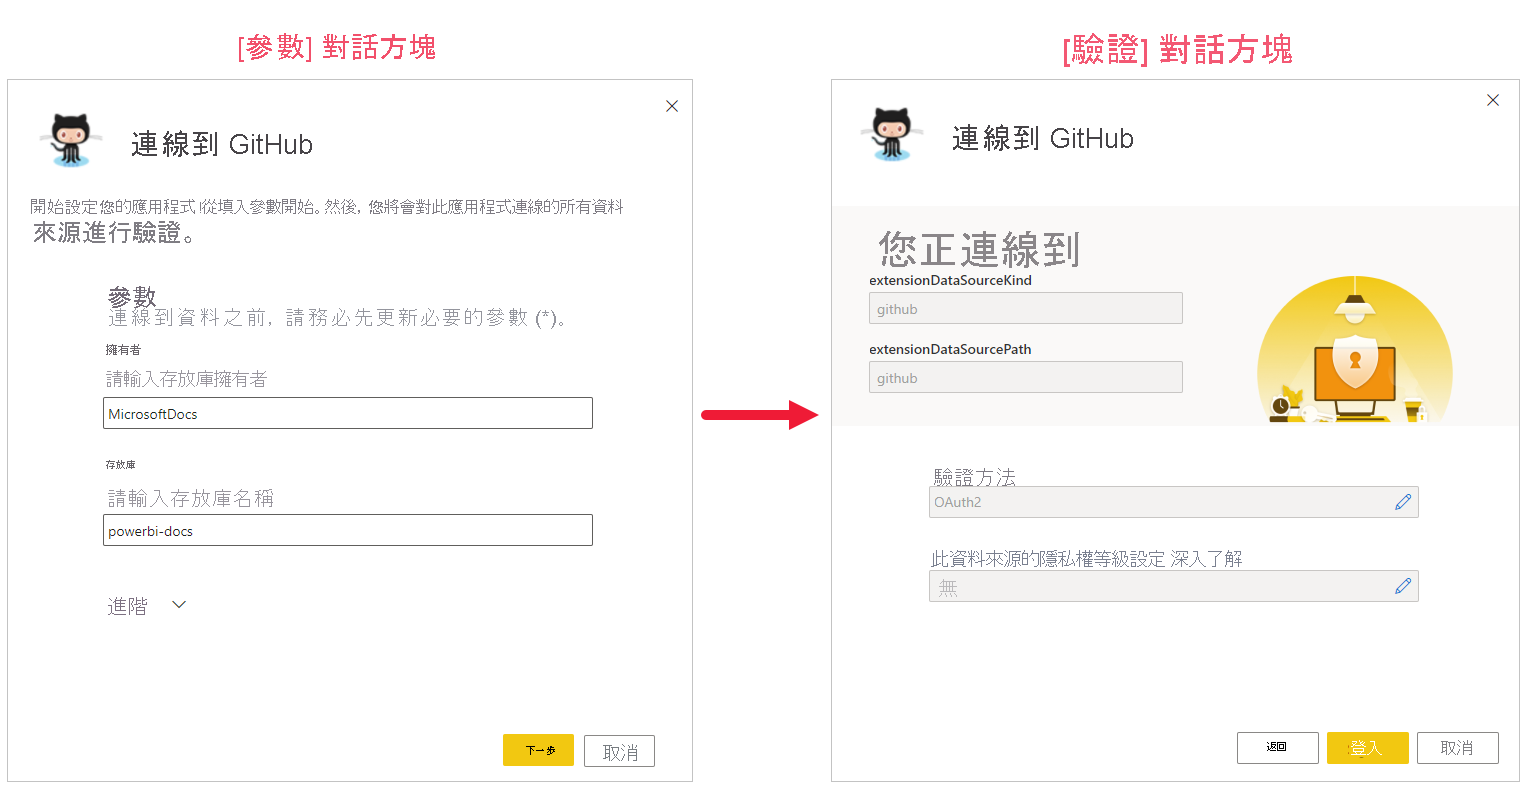 [參數] 對話方塊
連線到 GitHub
開始設定您的應用程式!從填入參數開始。然後, 您將會對此應用程式連線的所有資料
來源進行驗證。
參數
連線到資料之前, 請務必先更新必要的參數 (*)。
擁有者
請輸入存放庫擁有者
MicrosoftDocs
存放庫
請輸入存放庫名稱
powerbi-docs
進階
下一步
取消
[驗證] 對話方塊
連線到 GitHub
您正連線到
extensionDataSourceKind
github
extensionDataSourcePath
github
驗證方法
OAuth2
此資料來源的隱私權等級設定 深入了解
無
返回
登入
取消